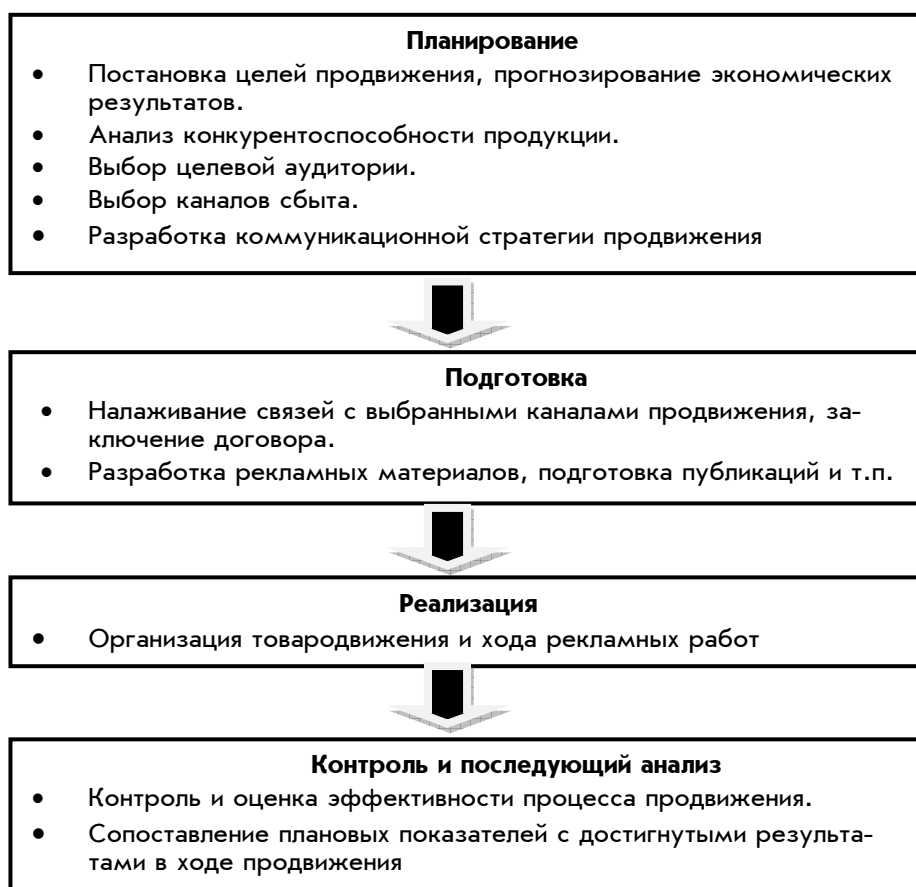 Планирование
• Постановка целей продвижения, прогнозирование экономических
результатов.
• Анализ конкурентоспособности продукции.
• Выбор целевой аудитории.
• Выбор каналов сбыта.
• Разработка коммуникационной стратегии продвижения
Подготовка
• Налаживание связей с выбранными каналами продвижения, за-
ключение договора.
• Разработка рекламных материалов, подготовка публикаций и т.п.
Реализация
• Организация товародвижения и хода рекламных работ
Контроль и последующий анализ
• Контроль и оценка эффективности процесса продвижения.
• Сопоставление плановых показателей с достигнутыми результа-
тами в ходе продвижения